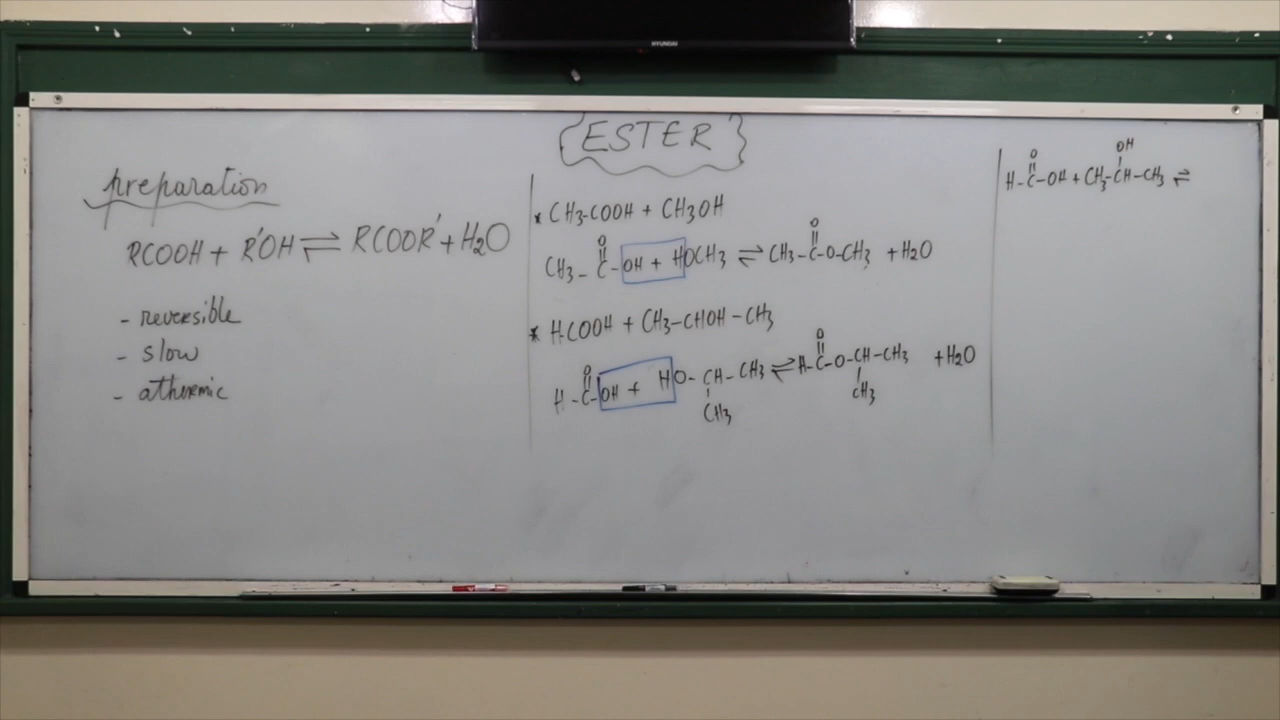 HYUNDAI
ESTER
preparation
RCOOH + R'OH ⇌ RCOOR' + H2O
- reversible
- slow
- athermic
* CH3-COOH + CH3OH
O
CH3 - C - OH + HOCH3 ⇌ CH3 - C - O - CH3 + H2O
O
* H-COOH + CH3-CHOH-CH3
O
H - C - OH + HO - CH - CH3 ⇌ H - C - O - CH - CH3 + H2O
O
CH3
CH3
O
OH
H - C - OH + CH3 - CH - CH3 ⇌